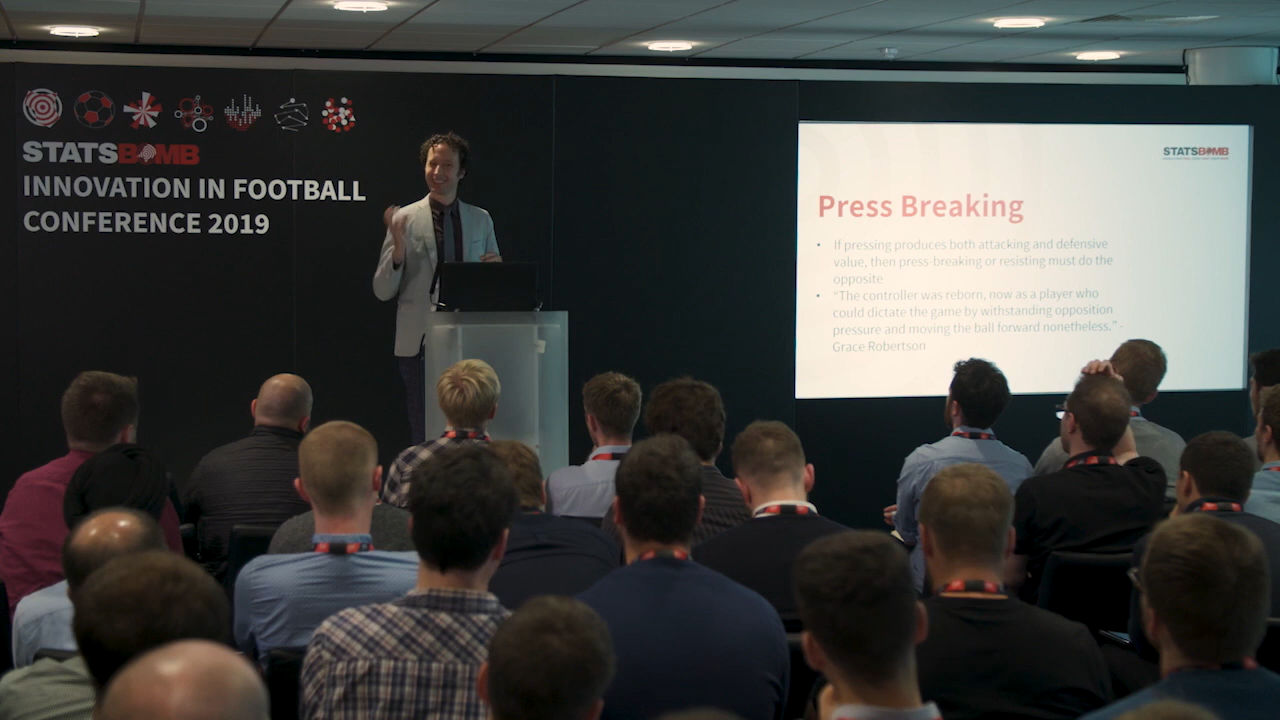 STATSBOMB
INNOVATION IN FOOTBALL
CONFERENCE 2019
STATSBOMB
Press Breaking
• If pressing produces both attacking and defensive
value, then press-breaking or resisting must do the
opposite
• “The controller was reborn, now as a player who
could dictate the game by withstanding opposition
pressure and moving the ball forward nonetheless.” -
Grace Robertson